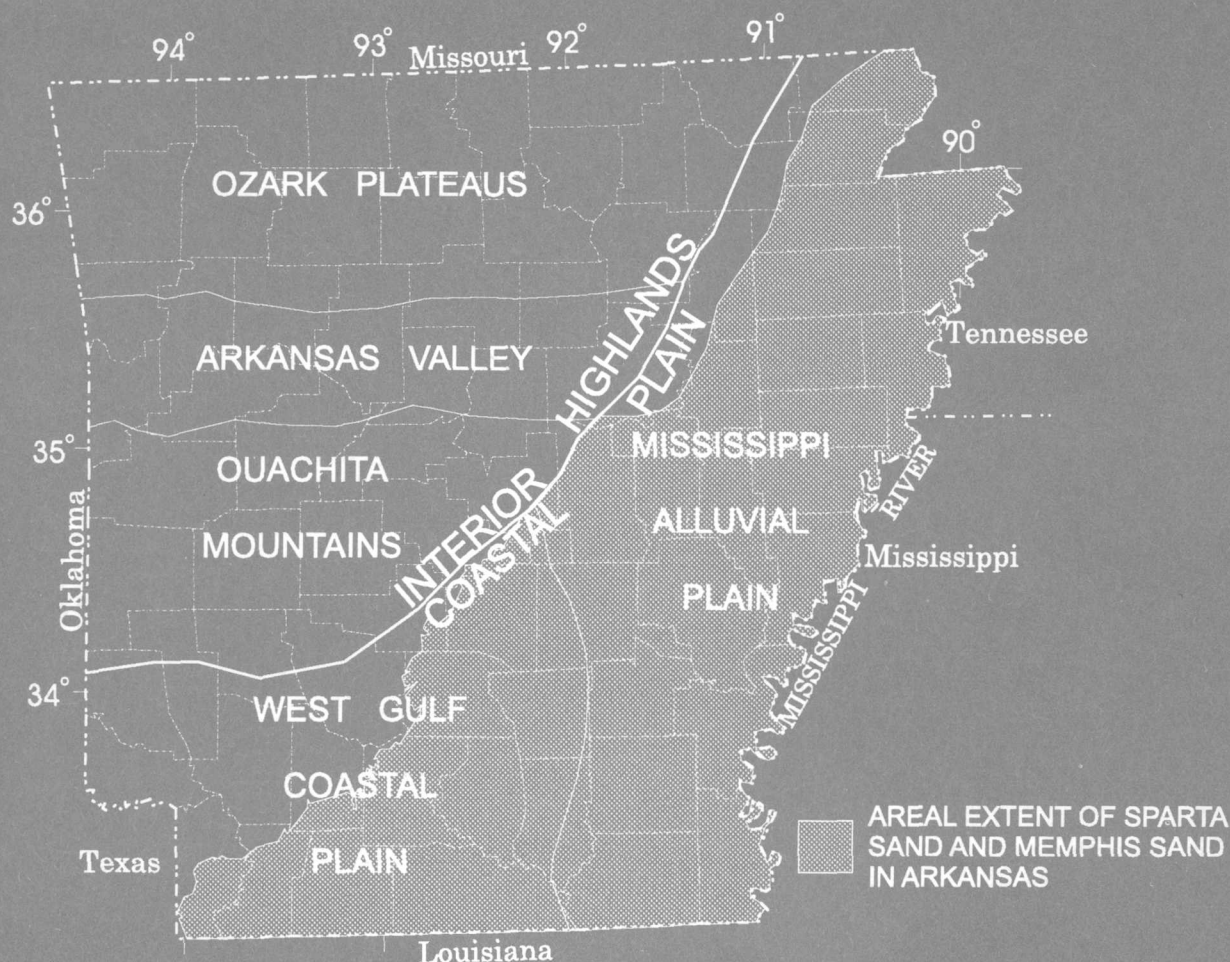 94°
93°
92°
91°
Missouri
90°
OZARK PLATEAUS
36°
HIGHLANDS
PLAIN
Tennessee
ARKANSAS VALLEY
35°
MISSISSIPPI
OUACHITA
RIVER
INTERIOR
COASTAL
ALLUVIAL
MOUNTAINS
Oklahoma
Mississippi
PLAIN
MISSISSIPPI
34°
WEST GULF
COASTAL
AREAL EXTENT OF SPARTA
SAND AND MEMPHIS SAND
IN ARKANSAS
Texas
PLAIN
Louisiana